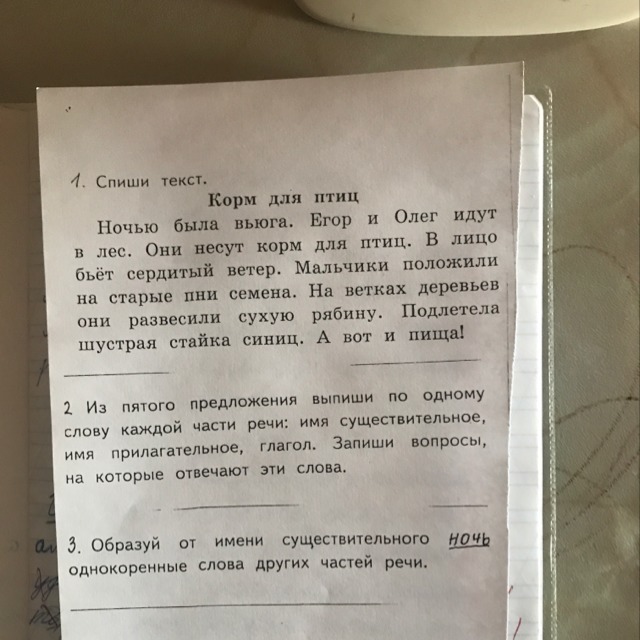 1. Спиши текст.
Корм для птиц
Ночью была вьюга. Егор и Олег идут
в лес. Они несут корм для птиц. В лицо
бьёт сердитый ветер. Мальчики положили
на старые пни семена. На ветках деревьев
они развесили сухую рябину. Подлетела
шустрая стайка синиц. А вот и пища!
2 Из пятого предложения выпиши по одному
слову каждой части речи: имя существительное,
имя прилагательное, глагол. Запиши вопросы,
на которые отвечают эти слова.
3. Образуй от имени существительного ночь
однокоренные слова других частей речи.